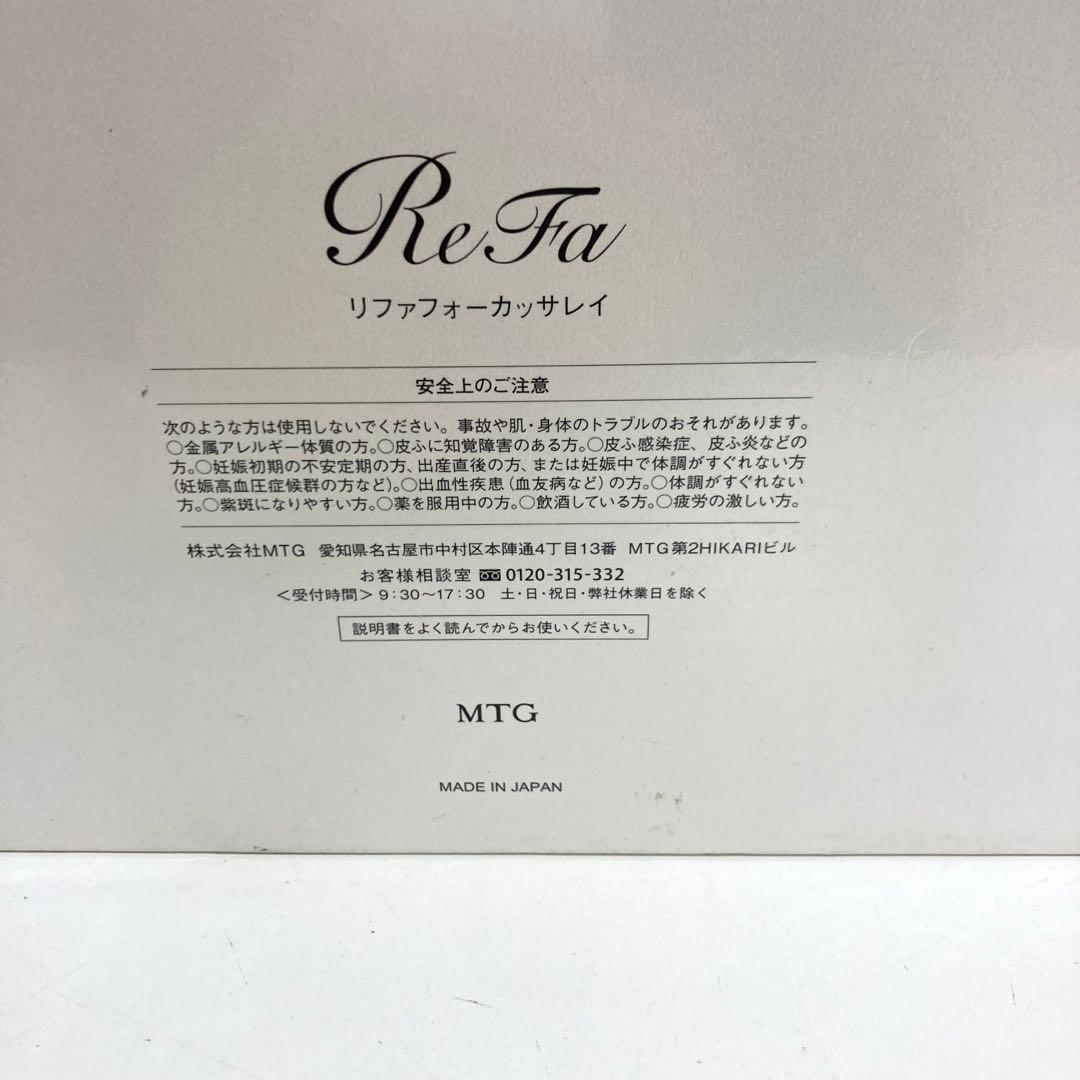 ReFa
リファフォーカッサレイ
安全上のご注意
次のような方は使用しないでください。事故や肌・身体のトラブルのおそれがあります。
○金属アレルギー体質の方。○皮ふに知覚障害のある方。○皮ふ感染症、皮ふ炎などの
方。○妊娠初期の不安定期の方、出産直後の方、または妊娠中で体調がすぐれない方
(妊娠高血圧症候群の方など)。○出血性疾患(血友病など)の方。○体調がすぐれない
方。○紫斑になりやすい方。○薬を服用中の方。○飲酒している方。○疲労の激しい方。
株式会社MTG 愛知県名古屋市中村区本陣通4丁目13番 MTG第2HIKARIビル
お客様相談室 0120-315-332
<受付時間>9:30〜17:30 土・日・祝日・弊社休業日を除く
説明書をよく読んでからお使いください。
MTG
MADE IN JAPAN